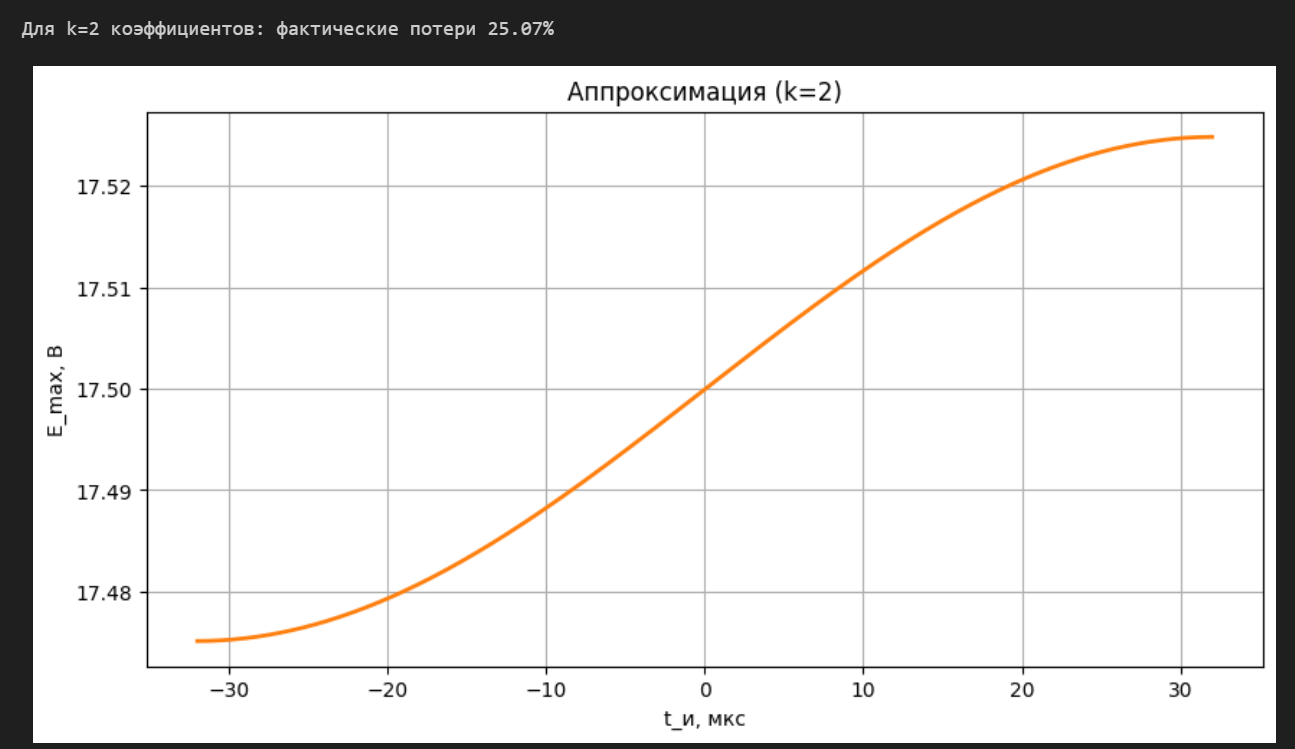 Для k=2 коэффициентов: фактические потери 25.07%
Аппроксимация (k=2)
17.52
17.51
17.50
17.49
17.48
E_max, В
−30 −20 −10 0 10 20 30
t_и, мкс